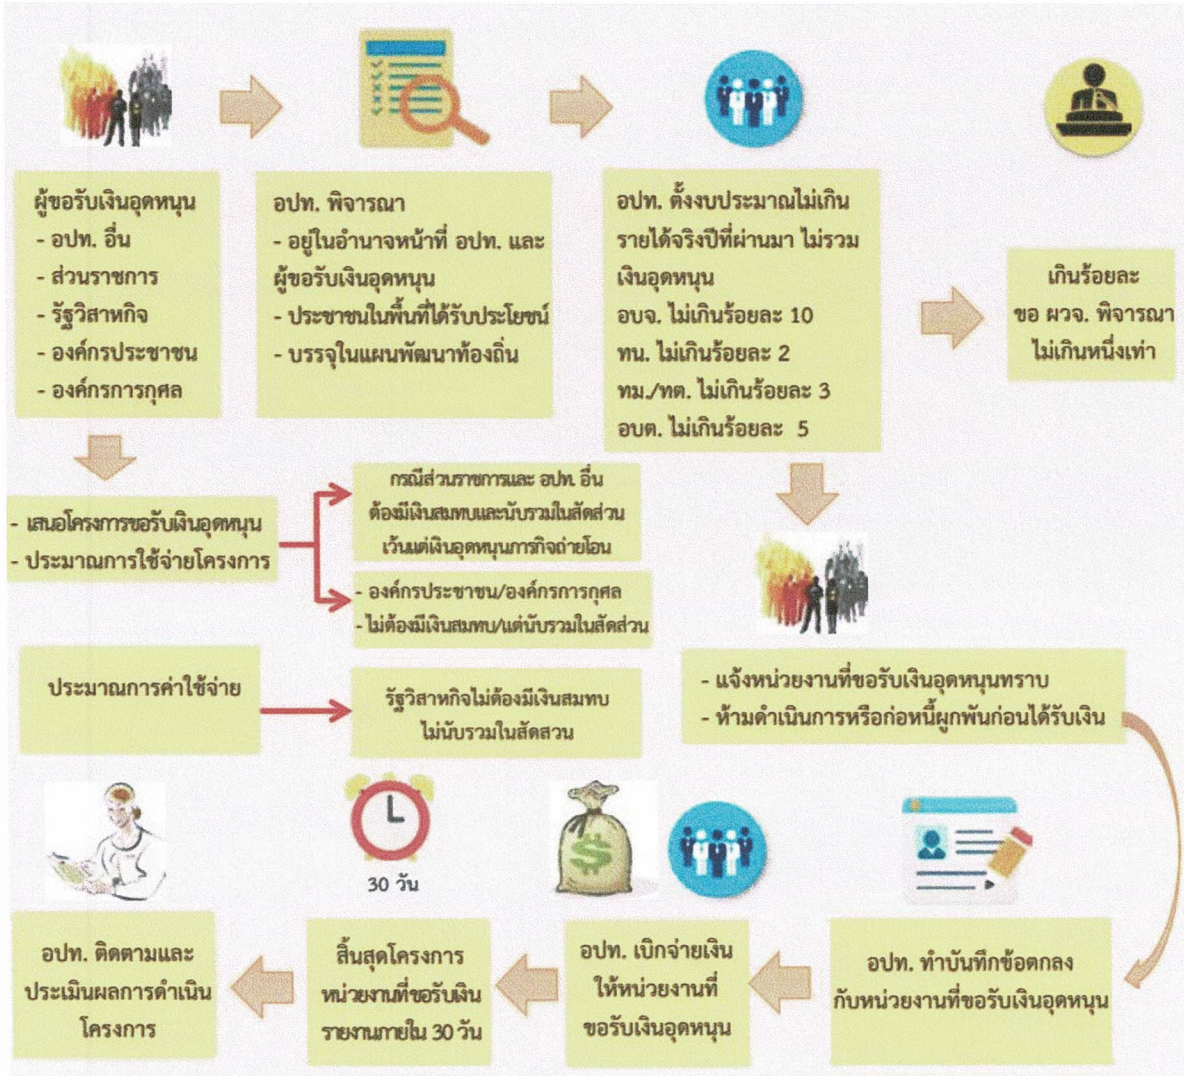 ผู้ขอรับเงินอุดหนุน
- อปท. อื่น
- ส่วนราชการ
- รัฐวิสาหกิจ
- องค์กรประชาชน
- องค์กรการกุศล
อปท. พิจารณา
- อยู่ในอำนาจหน้าที่ อปท. และ
ผู้ขอรับเงินอุดหนุน
- ประชาชนในพื้นที่ได้รับประโยชน์
- บรรจุในแผนพัฒนาท้องถิ่น
อปท. ตั้งงบประมาณไม่เกิน
รายได้จริงปีที่ผ่านมา ไม่รวม
เงินอุดหนุน
อบจ. ไม่เกินร้อยละ 10
ทน. ไม่เกินร้อยละ 2
ทม./ทต. ไม่เกินร้อยละ 3
อบต. ไม่เกินร้อยละ 5
เกินร้อยละ
ขอ ผวจ. พิจารณา
ไม่เกินหนึ่งเท่า
- เสนอโครงการขอรับเงินอุดหนุน
- ประมาณการใช้จ่ายโครงการ
กรณีส่วนราชการและ อปท. อื่น
ต้องมีเงินสมทบและนับรวมในสัดส่วน
เว้นแต่เงินอุดหนุนภารกิจถ่ายโอน
- องค์กรประชาชน/องค์กรการกุศล
- ไม่ต้องมีเงินสมทบ/แต่นับรวมในสัดส่วน
ประมาณการค่าใช้จ่าย
รัฐวิสาหกิจไม่ต้องมีเงินสมทบ
ไม่นับรวมในสัดสวน
- แจ้งหน่วยงานที่ขอรับเงินอุดหนุนทราบ
- ห้ามดำเนินการหรือก่อหนี้ผูกพันก่อนได้รับเงิน
อปท. ทำบันทึกข้อตกลง
กับหน่วยงานที่ขอรับเงินอุดหนุน
อปท. เบิกจ่ายเงิน
ให้หน่วยงานที่
ขอรับเงินอุดหนุน
30 วัน
สิ้นสุดโครงการ
หน่วยงานที่ขอรับเงิน
รายงานภายใน 30 วัน
อปท. ติดตามและ
ประเมินผลการดำเนิน
โครงการ